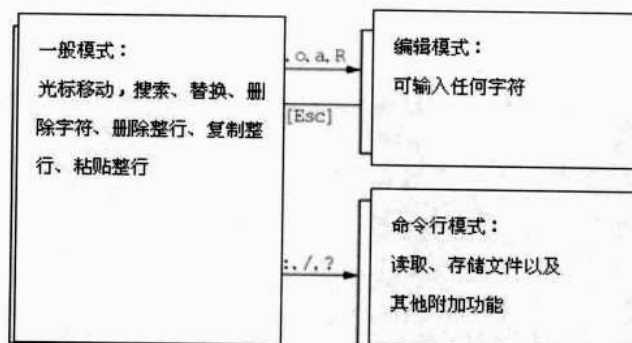 一般模式：
光标移动，搜索、替换、删
除字符、删除整行、复制整
行、粘贴整行
, o, a, R
[Esc]
编辑模式：
可输入任何字符
:, /, ?
命令行模式：
读取、存储文件以及
其他附加功能